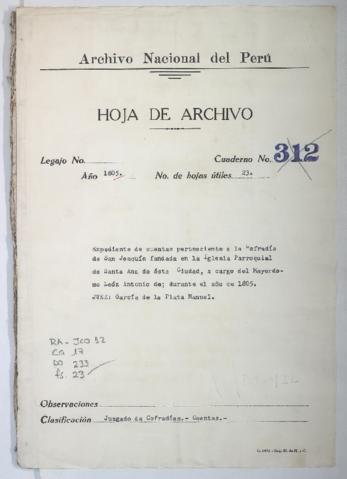 Archivo Nacional del Perú
HOJA DE ARCHIVO
Legajo No. Cuaderno No. 312
Año 1805. No. de hojas útiles 23.
Expediente de cuentas perteneciente a la Cofradía
de San Joaquín fundada en la Iglesia Parroquial
de Santa Ana de ésta Ciudad, a cargo del Mayordo-
mo León Antonio de; durante el año de 1805.
JUEZ: García de la Plata Manuel.
RA-JCO 32
CA 17
DO 233
fs. 23
Observaciones
Clasificación Juzgado de Cofradías.- Cuentas.-